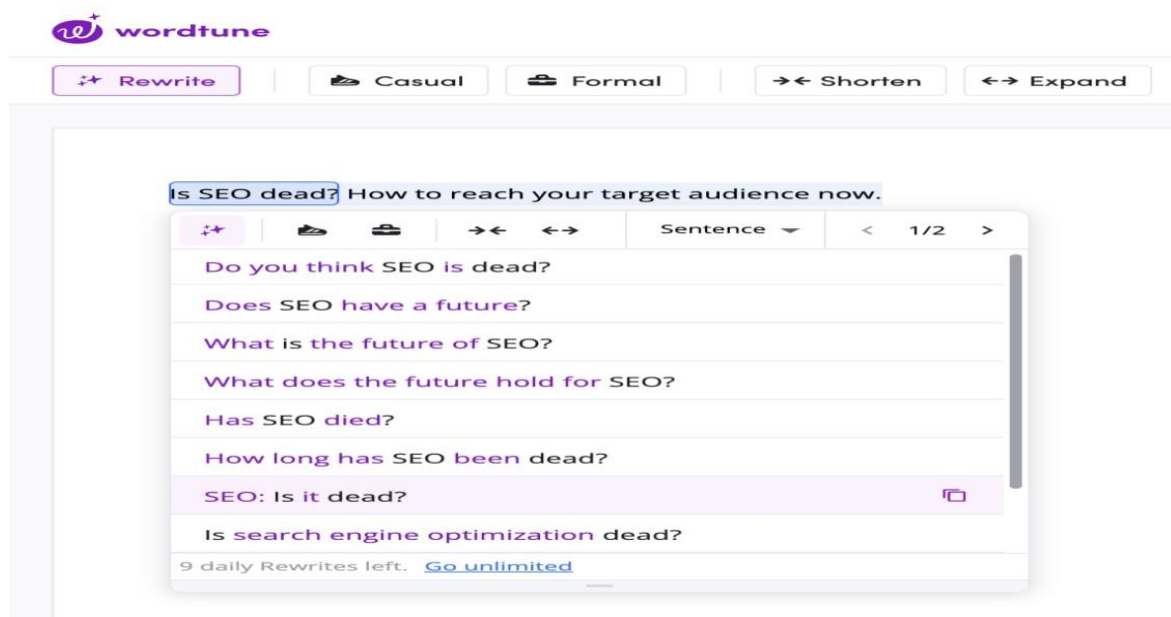 wordtune
Rewrite Casual Formal Shorten Expand
Is SEO dead? How to reach your target audience now.
Sentence 1/2
Do you think SEO is dead?
Does SEO have a future?
What is the future of SEO?
What does the future hold for SEO?
Has SEO died?
How long has SEO been dead?
SEO: Is it dead?
Is search engine optimization dead?
9 daily Rewrites left. Go unlimited